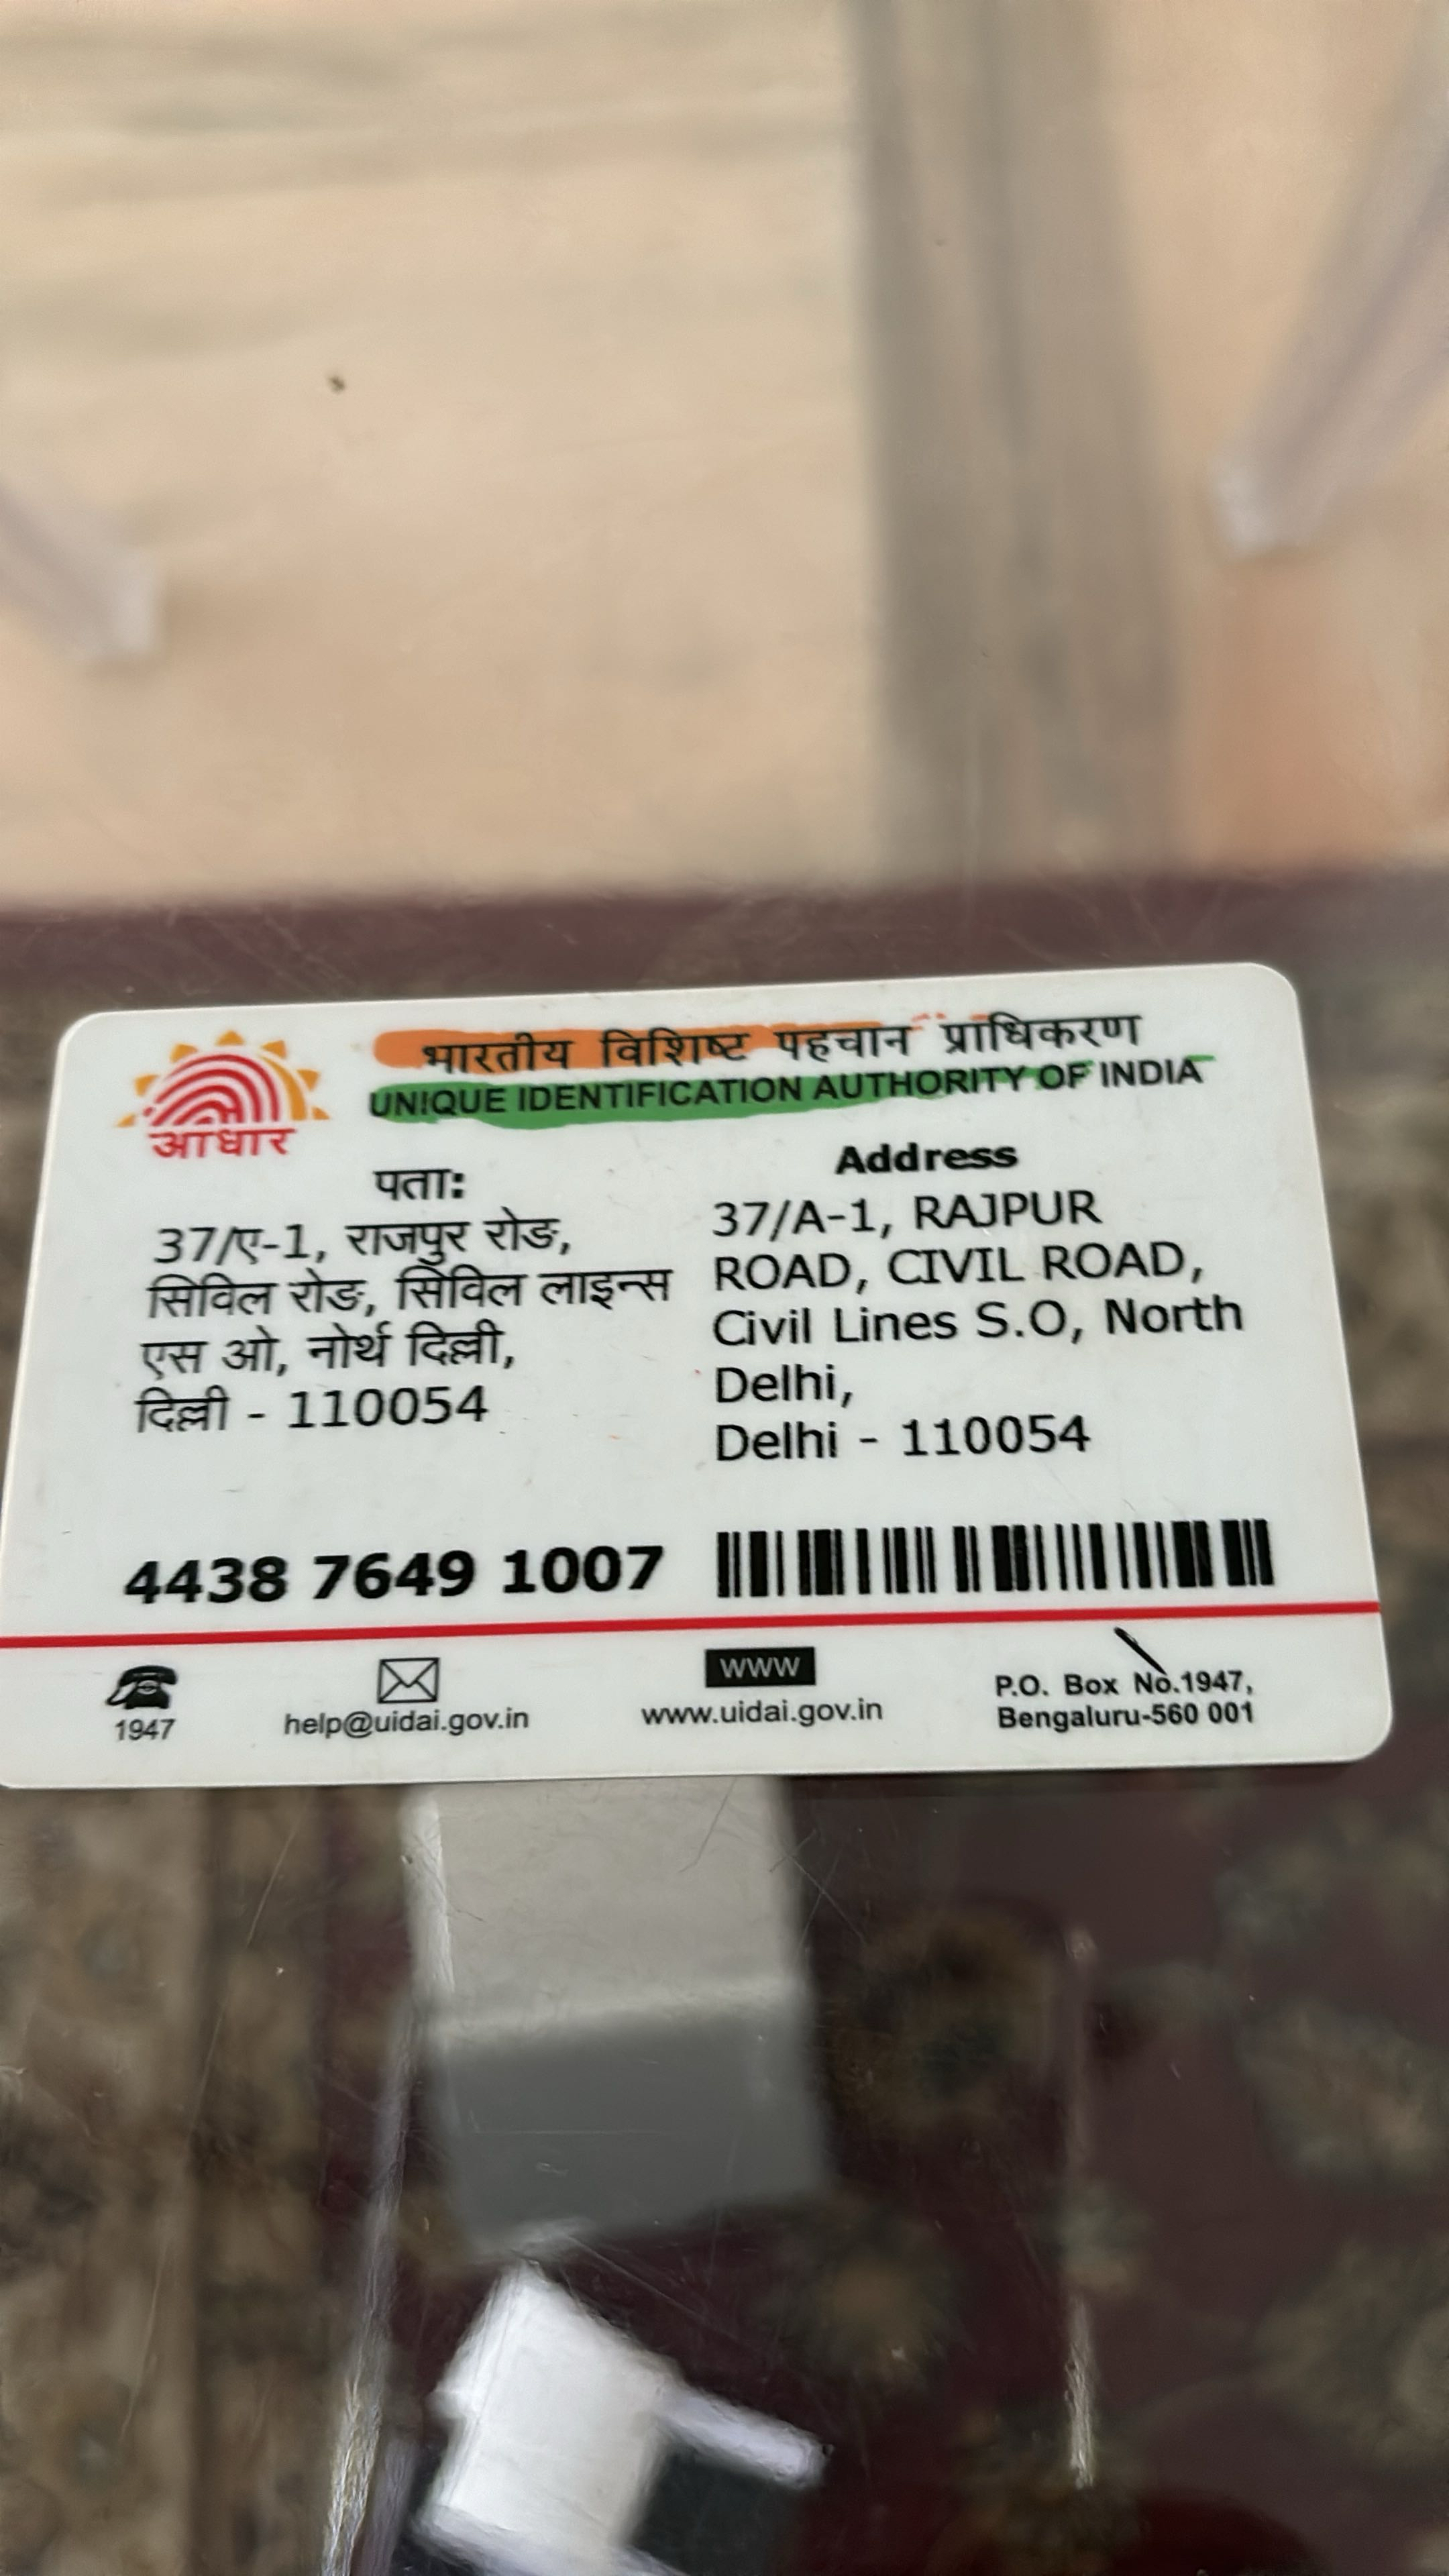 भारतीय विशिष्ट पहचान प्राधिकरण
UNIQUE IDENTIFICATION AUTHORITY OF INDIA
आधार
पता:
37/ए-1, राजपुर रोड,
सिविल रोड, सिविल लाइन्स
एस ओ, नोर्थ दिल्ली,
दिल्ली - 110054
Address
37/A-1, RAJPUR
ROAD, CIVIL ROAD,
Civil Lines S.O, North
Delhi,
Delhi - 110054
4438 7649 1007
1947
help@uidai.gov.in
WWW
www.uidai.gov.in
P.O. Box No.1947,
Bengaluru-560 001